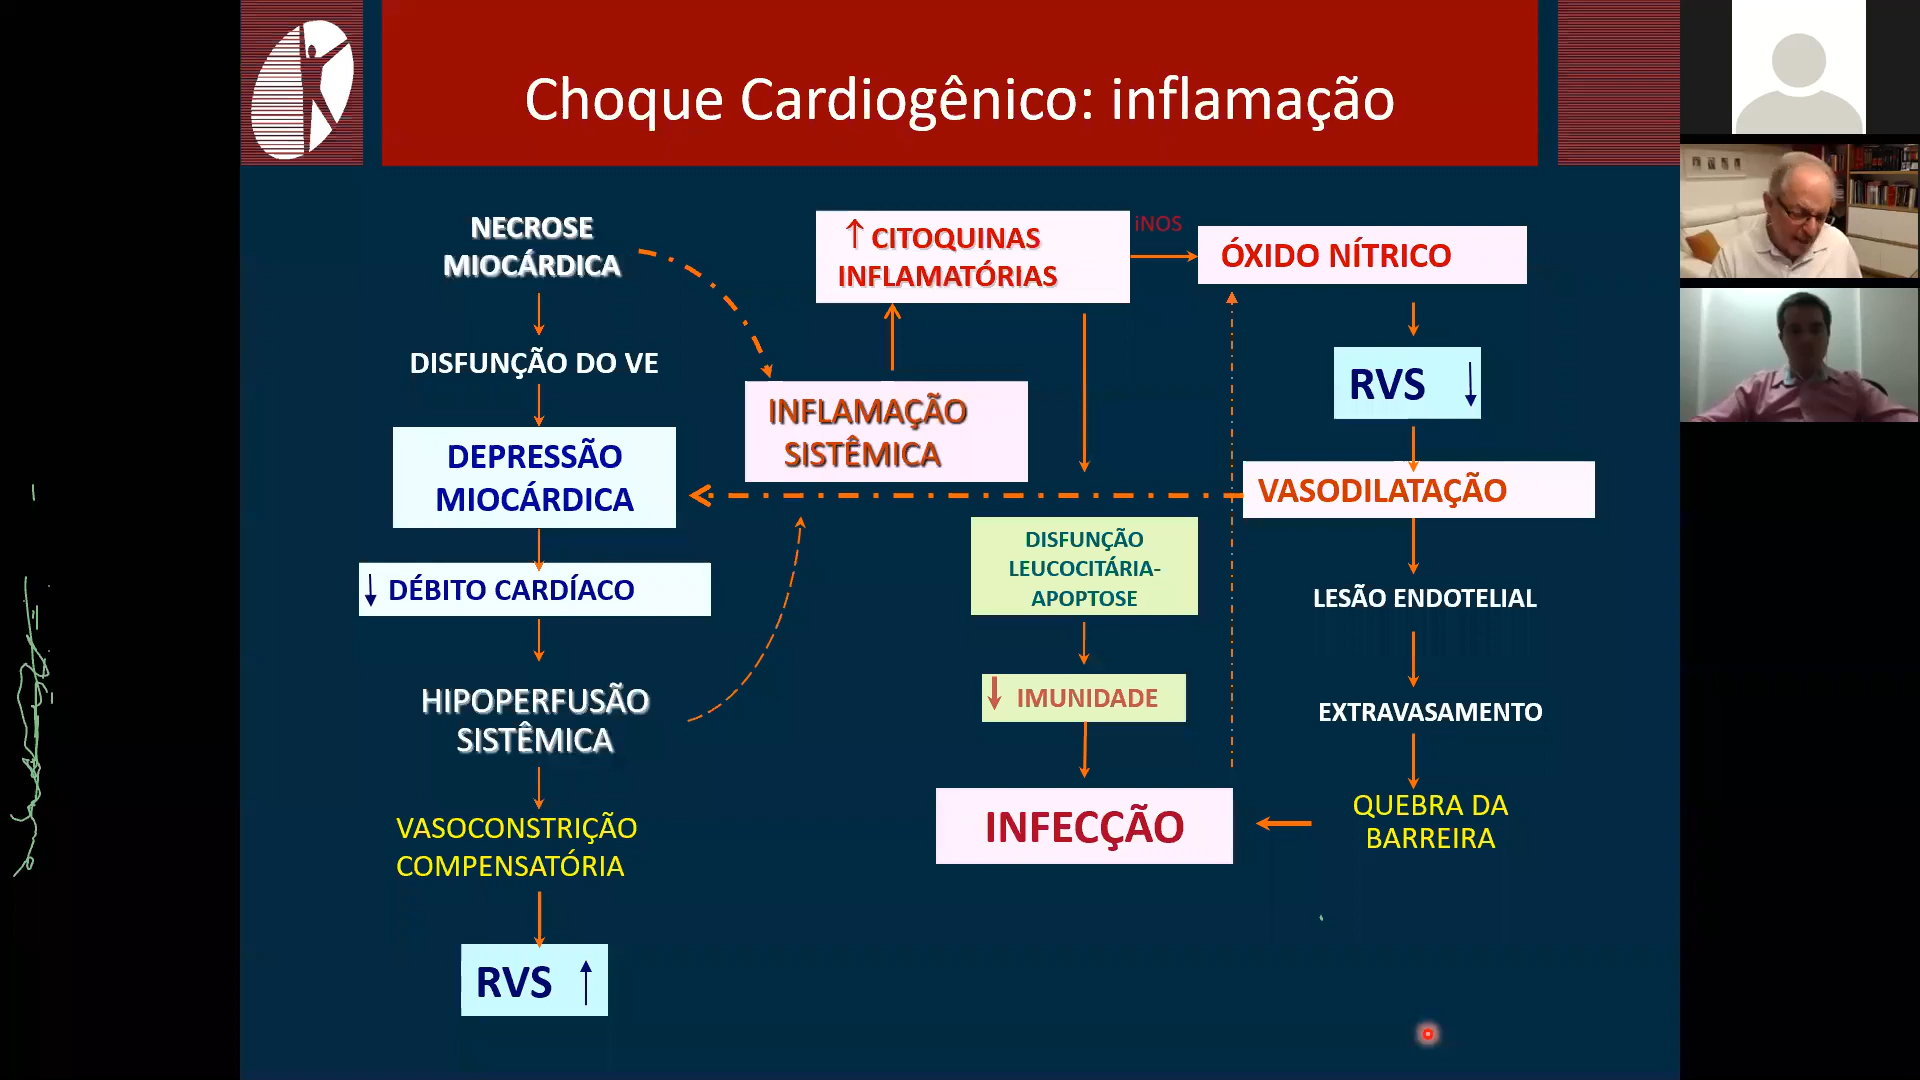 Choque Cardiogênico: inflamação
NECROSE
MIOCÁRDICA
DISFUNÇÃO DO VE
DEPRESSÃO
MIOCÁRDICA
↓ DÉBITO CARDÍACO
HIPOPERFUSÃO
SISTÊMICA
VASOCONSTRIÇÃO
COMPENSATÓRIA
RVS ↑
INFLAMAÇÃO
SISTÊMICA
↑ CITOQUINAS
INFLAMATÓRIAS
iNOS
DISFUNÇÃO
LEUCOCITÁRIA-
APOPTOSE
↓ IMUNIDADE
INFECÇÃO
ÓXIDO NÍTRICO
RVS ↓
VASODILATAÇÃO
LESÃO ENDOTELIAL
EXTRAVASAMENTO
QUEBRA DA
BARREIRA